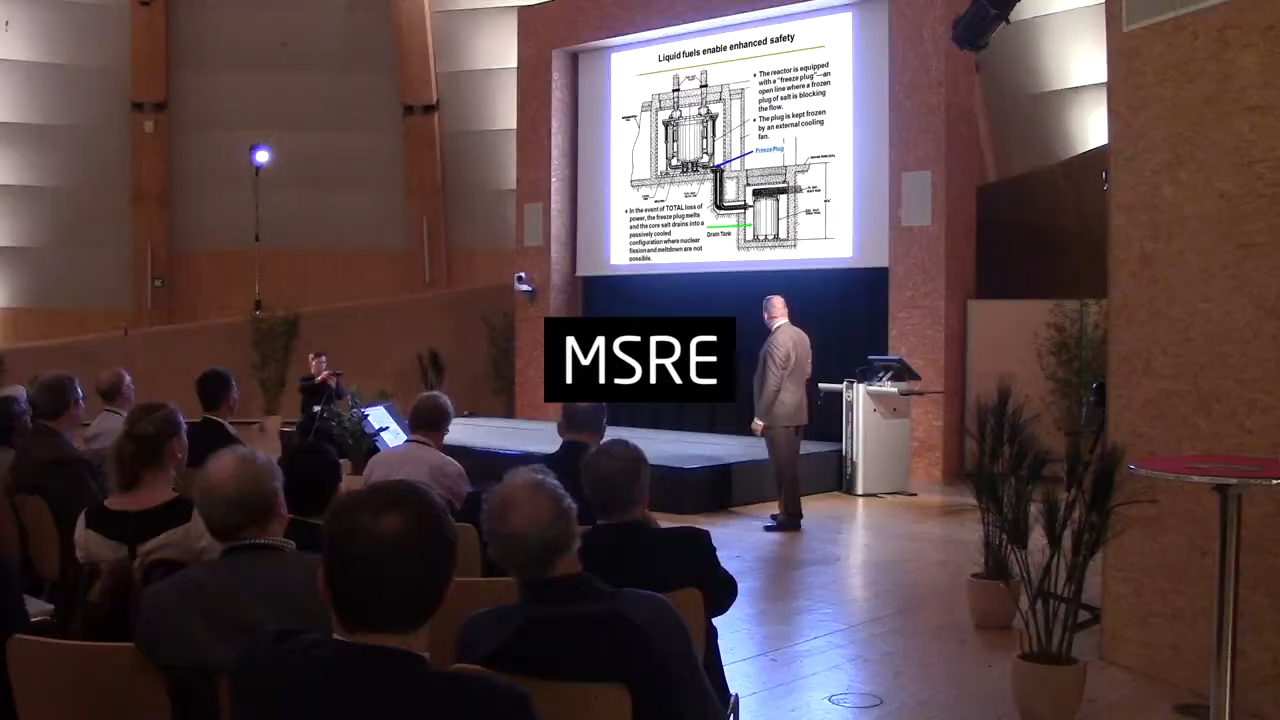 Liquid fuels enable enhanced safety
♦ The reactor is equipped
with a "freeze plug"—an
open line where a frozen
plug of salt is blocking
the flow.
♦ The plug is kept frozen
by an external cooling
fan.
Freeze Plug
♦ In the event of TOTAL loss of
power, the freeze plug melts
and the core salt drains into a
passively cooled
configuration where nuclear
fission and meltdown are not
possible.
Drain Tank
MSRE